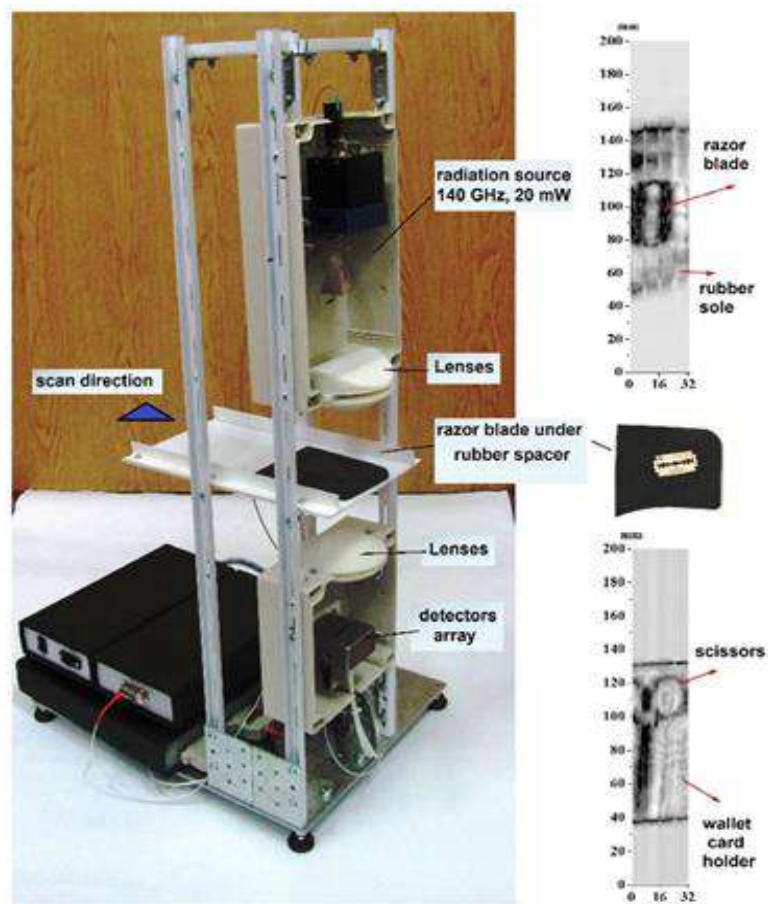 mm
200
180
160
140
120
100
80
60
40
20
0
0 16 32
razor
blade
rubber
sole
radiation source
140 GHz, 20 mW
Lenses
scan direction
razor blade under
rubber spacer
Lenses
detectors
array
mm
200
180
160
140
120
100
80
60
40
20
0
0 16 32
scissors
wallet
card
holder